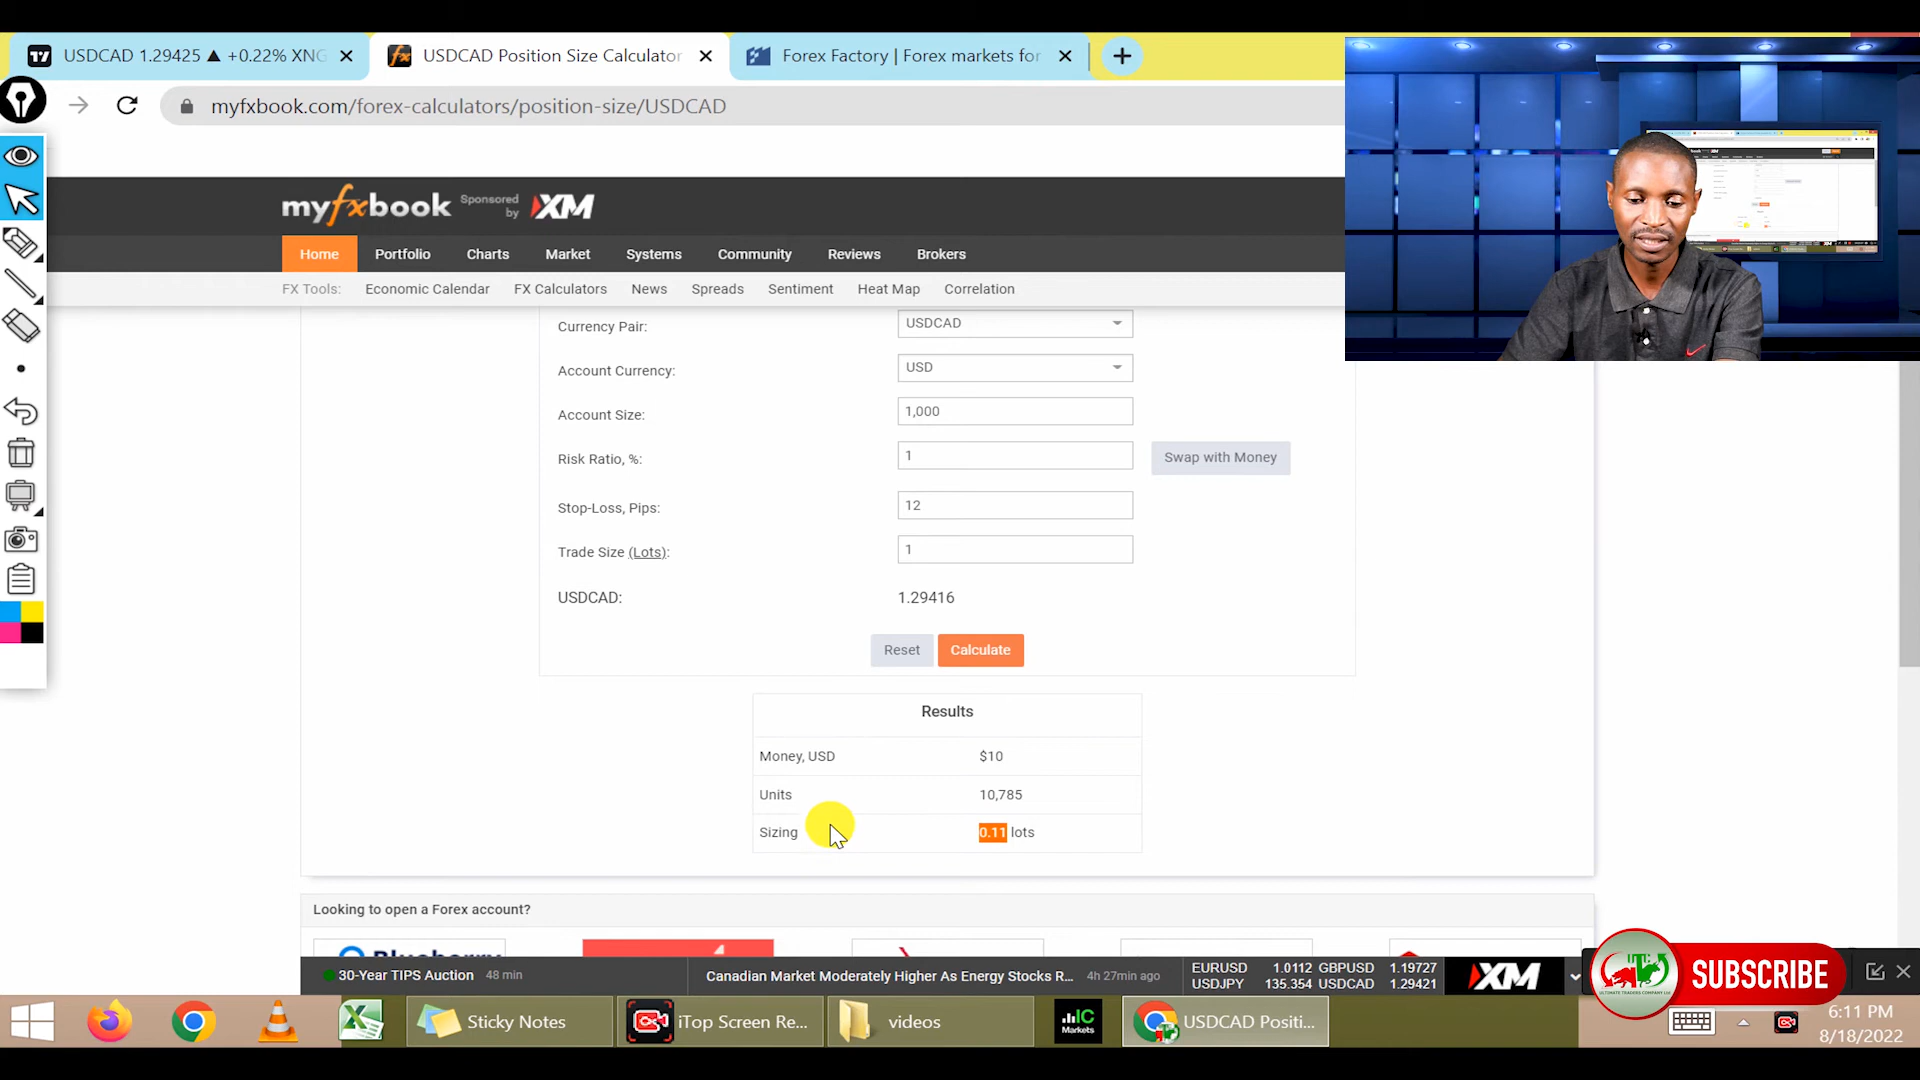 USDCAD 1.29425 ▲ +0.22% XNG
USDCAD Position Size Calculator
Forex Factory | Forex markets for
myfxbook.com/forex-calculators/position-size/USDCAD
myfxbook Sponsored by XM
Home Portfolio Charts Market Systems Community Reviews Brokers
FX Tools: Economic Calendar FX Calculators News Spreads Sentiment Heat Map Correlation
Currency Pair: USDCAD
Account Currency: USD
Account Size: 1,000
Risk Ratio, %: 1 Swap with Money
Stop-Loss, Pips: 12
Trade Size (Lots): 1
USDCAD: 1.29416
Reset Calculate
Results
Money, USD $10
Units 10,785
Sizing 0.11 lots
Looking to open a Forex account?
30-Year TIPS Auction 48 min
Canadian Market Moderately Higher As Energy Stocks R... 4h 27min ago
EURUSD 1.0112 GBPUSD 1.19727
USDJPY 135.354 USDCAD 1.29421
XM
SUBSCRIBE
Sticky Notes
iTop Screen Re...
videos
IC Markets
USDCAD Positi...
6:11 PM
8/18/2022